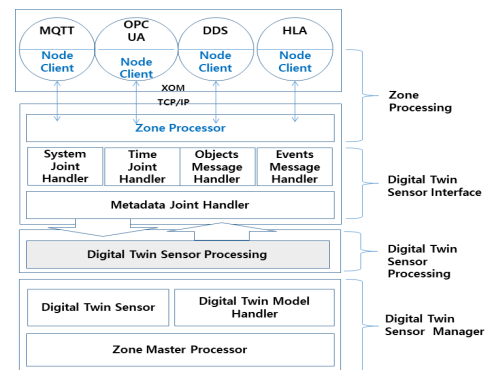 MQTT
Node
Client
OPC
UA
Node
Client
DDS
Node
Client
HLA
Node
Client
XOM
TCP/IP
Zone
Processing
Zone Processor
System
Joint
Handler
Time
Joint
Handler
Objects
Message
Handler
Events
Message
Handler
Digital Twin
Sensor Interface
Metadata Joint Handler
Digital Twin Sensor Processing
Digital Twin
Sensor
Processing
Digital Twin Sensor
Digital Twin Model
Handler
Digital Twin
Sensor Manager
Zone Master Processor